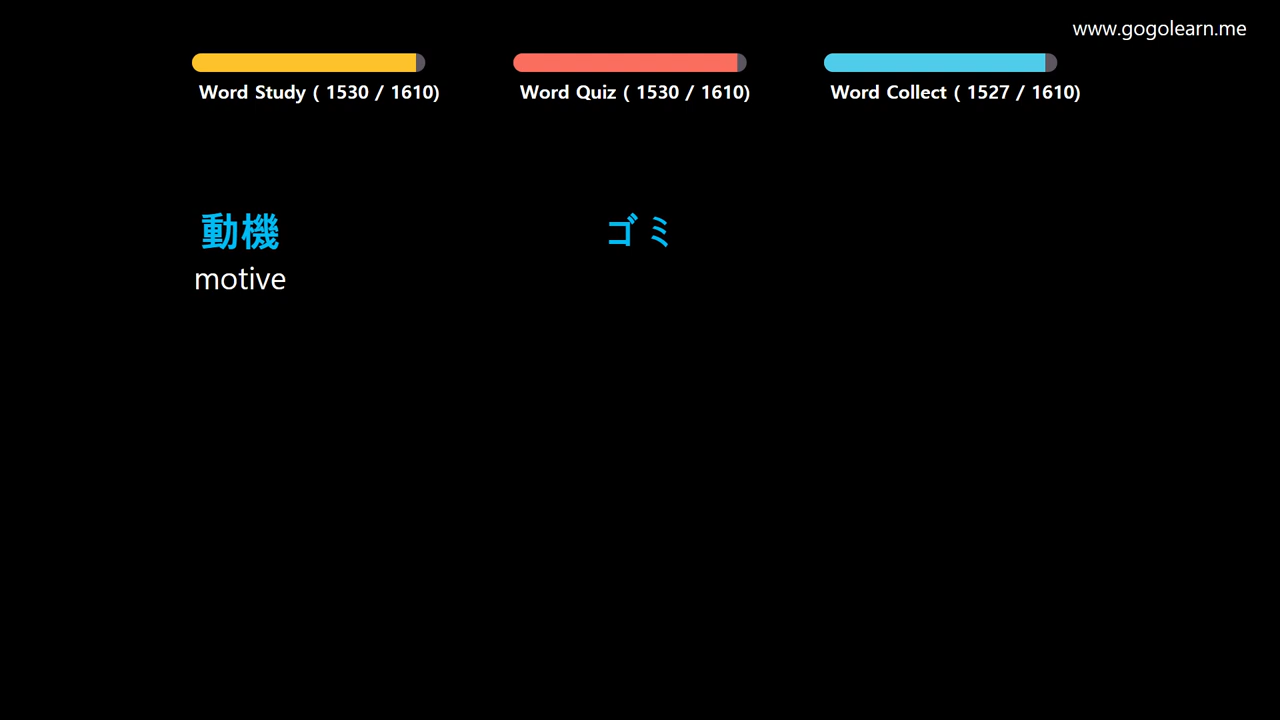 www.gogolearn.me
Word Study ( 1530 / 1610)
Word Quiz ( 1530 / 1610)
Word Collect ( 1527 / 1610)
動機
motive
ゴミ